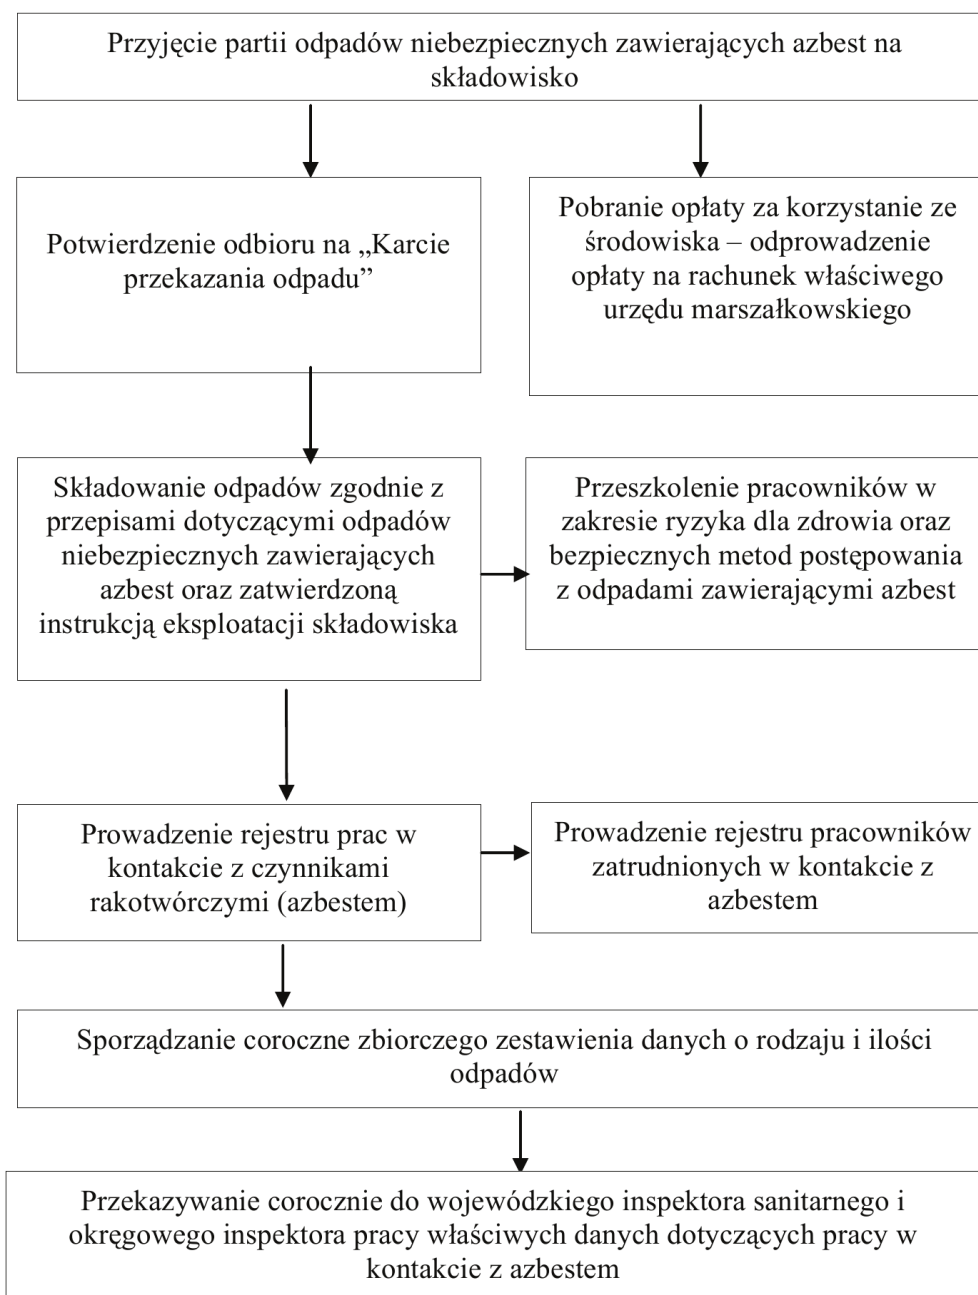 Przyjęcie partii odpadów niebezpiecznych zawierających azbest na
składowisko
Potwierdzenie odbioru na „Karcie
przekazania odpadu”
Pobranie opłaty za korzystanie ze
środowiska – odprowadzenie
opłaty na rachunek właściwego
urzędu marszałkowskiego
Składowanie odpadów zgodnie z
przepisami dotyczącymi odpadów
niebezpiecznych zawierających
azbest oraz zatwierdzoną
instrukcją eksploatacji składowiska
Przeszkolenie pracowników w
zakresie ryzyka dla zdrowia oraz
bezpiecznych metod postępowania
z odpadami zawierającymi azbest
Prowadzenie rejestru prac w
kontakcie z czynnikami
rakotwórczymi (azbestem)
Prowadzenie rejestru pracowników
zatrudnionych w kontakcie z
azbestem
Sporządzanie coroczne zbiorczego zestawienia danych o rodzaju i ilości
odpadów
Przekazywanie corocznie do wojewódzkiego inspektora sanitarnego i
okręgowego inspektora pracy właściwych danych dotyczących pracy w
kontakcie z azbestem